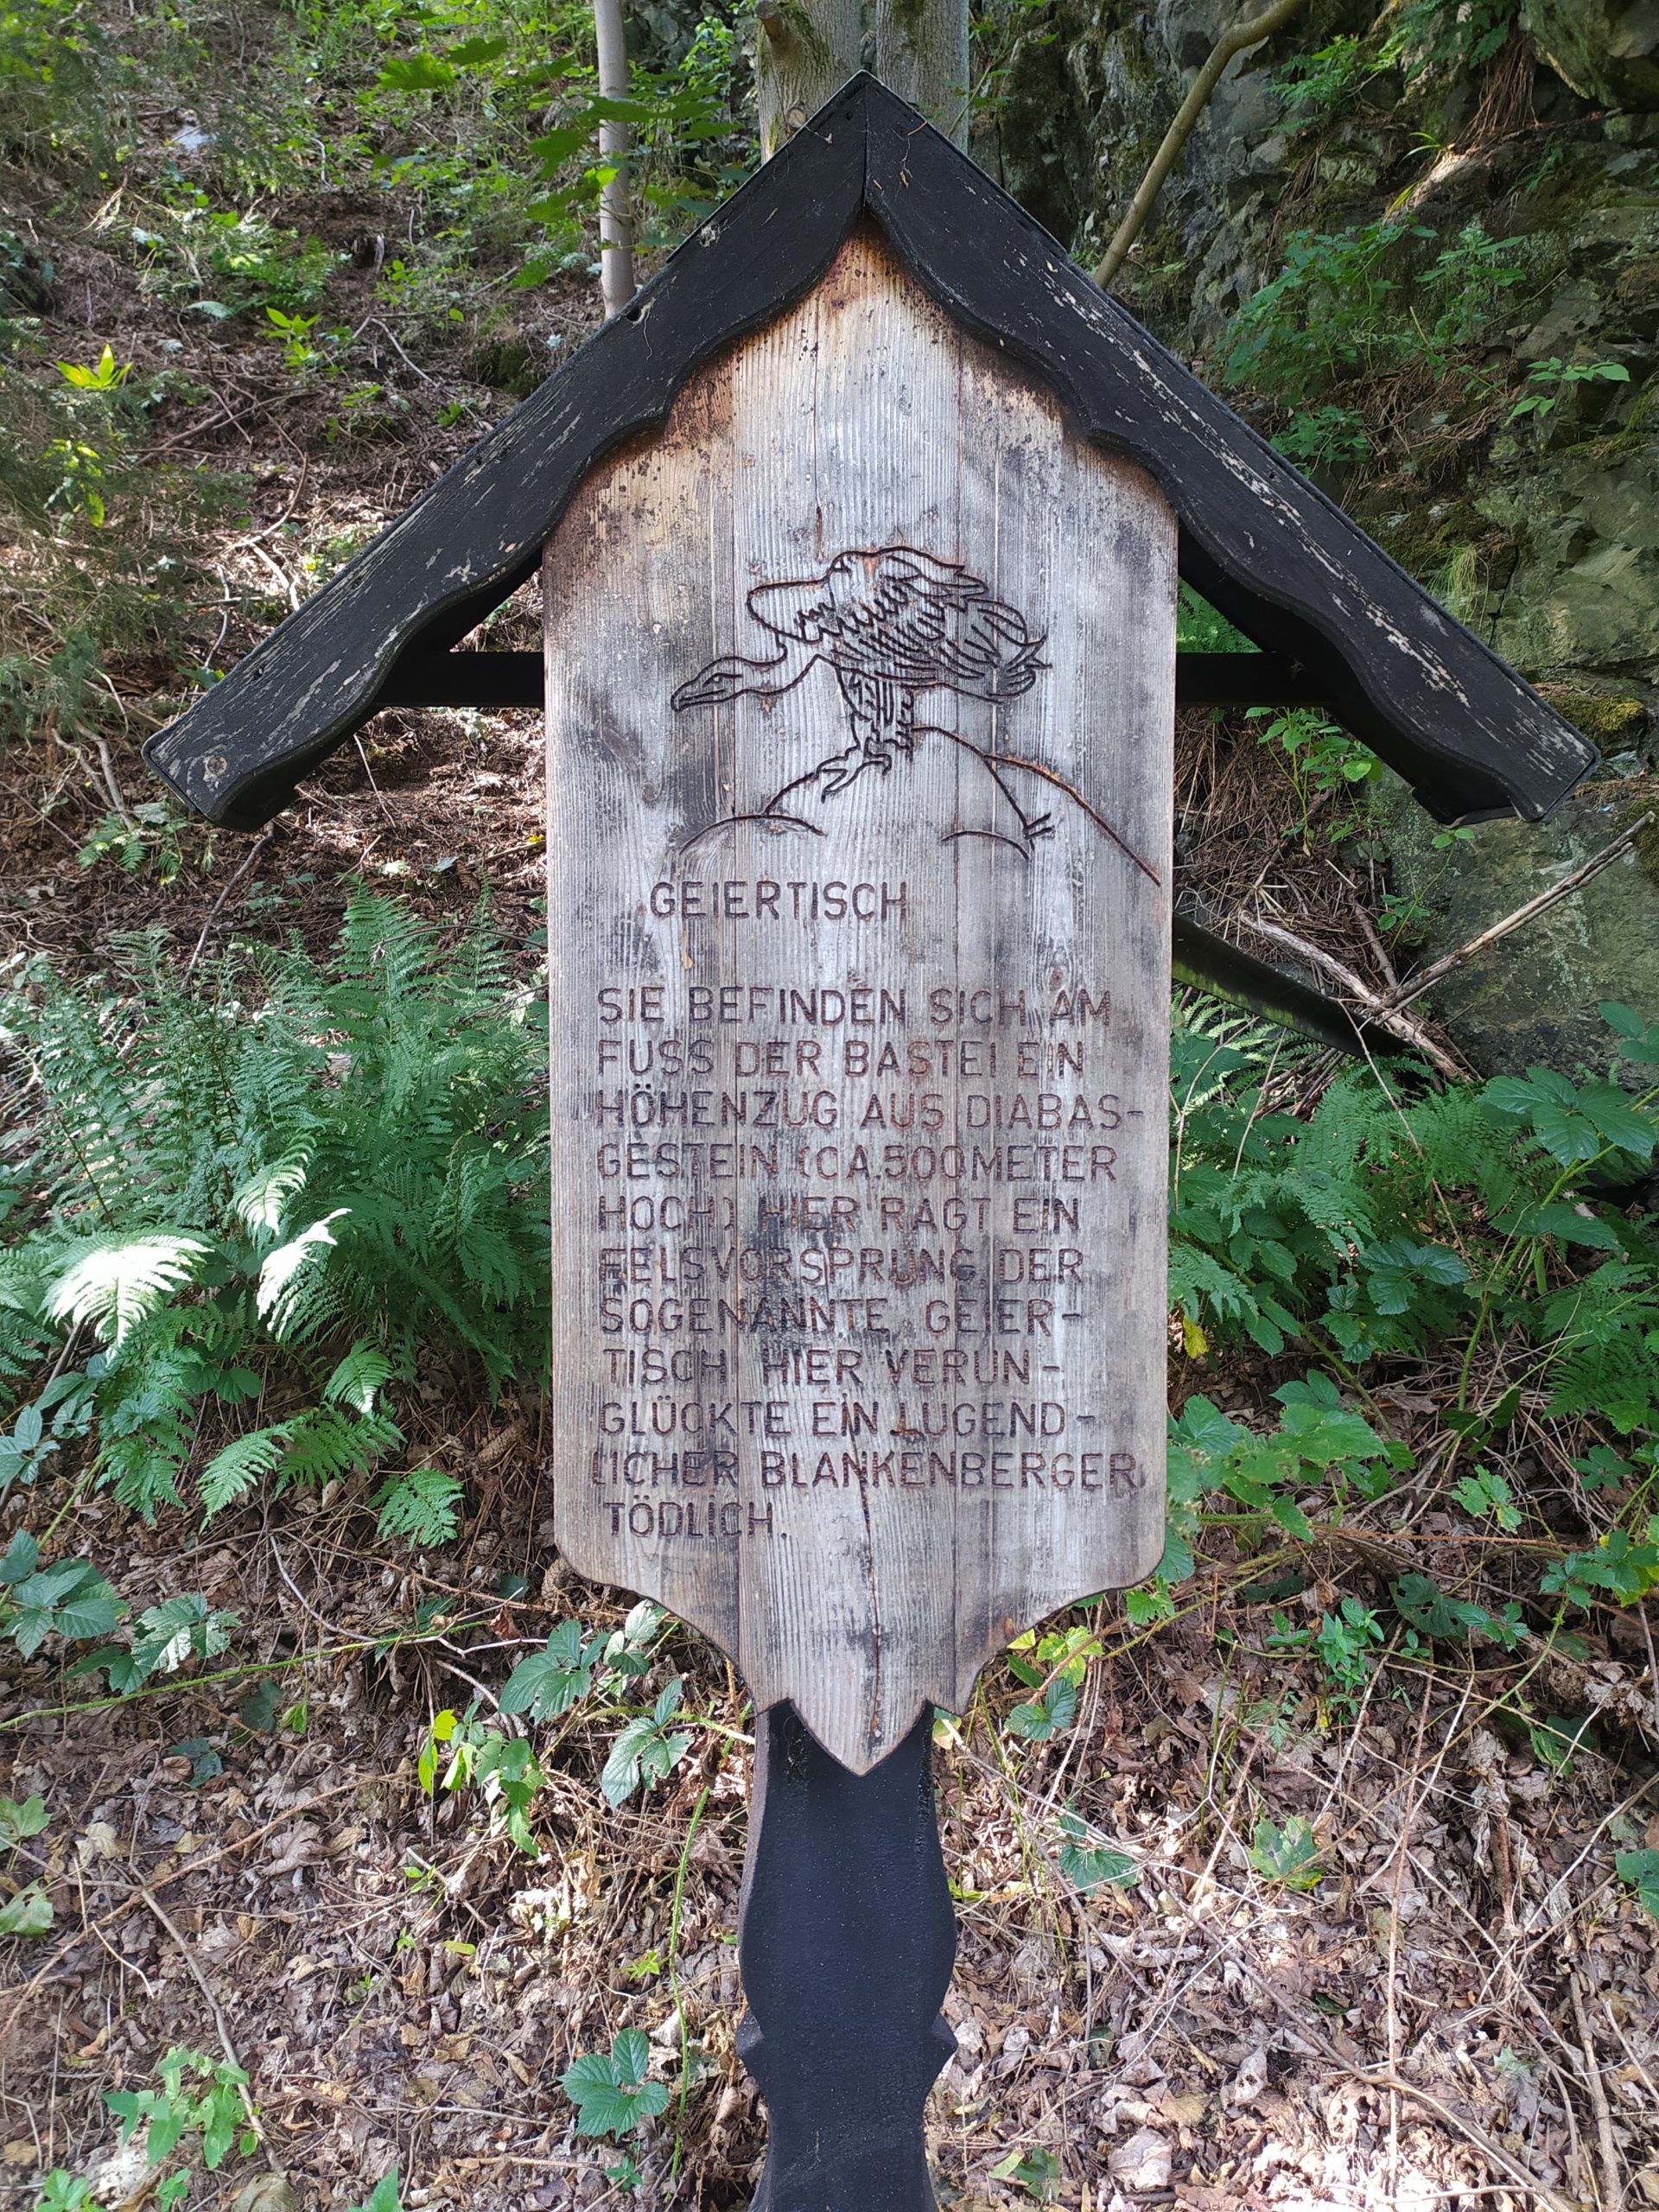 GEIERTISCH
SIE BEFINDEN SICH AM
FUSS DER BASTEI EIN
HÖHENZUG AUS DIABAS-
GESTEIN (CA.500METER
HOCH) HIER RAGT EIN
FELSVORSPRUNG DER
SOGENANNTE GEIER-
TISCH HIER VERUN-
GLÜCKTE EIN JUGEND-
LICHER BLANKENBERGER
TÖDLICH.